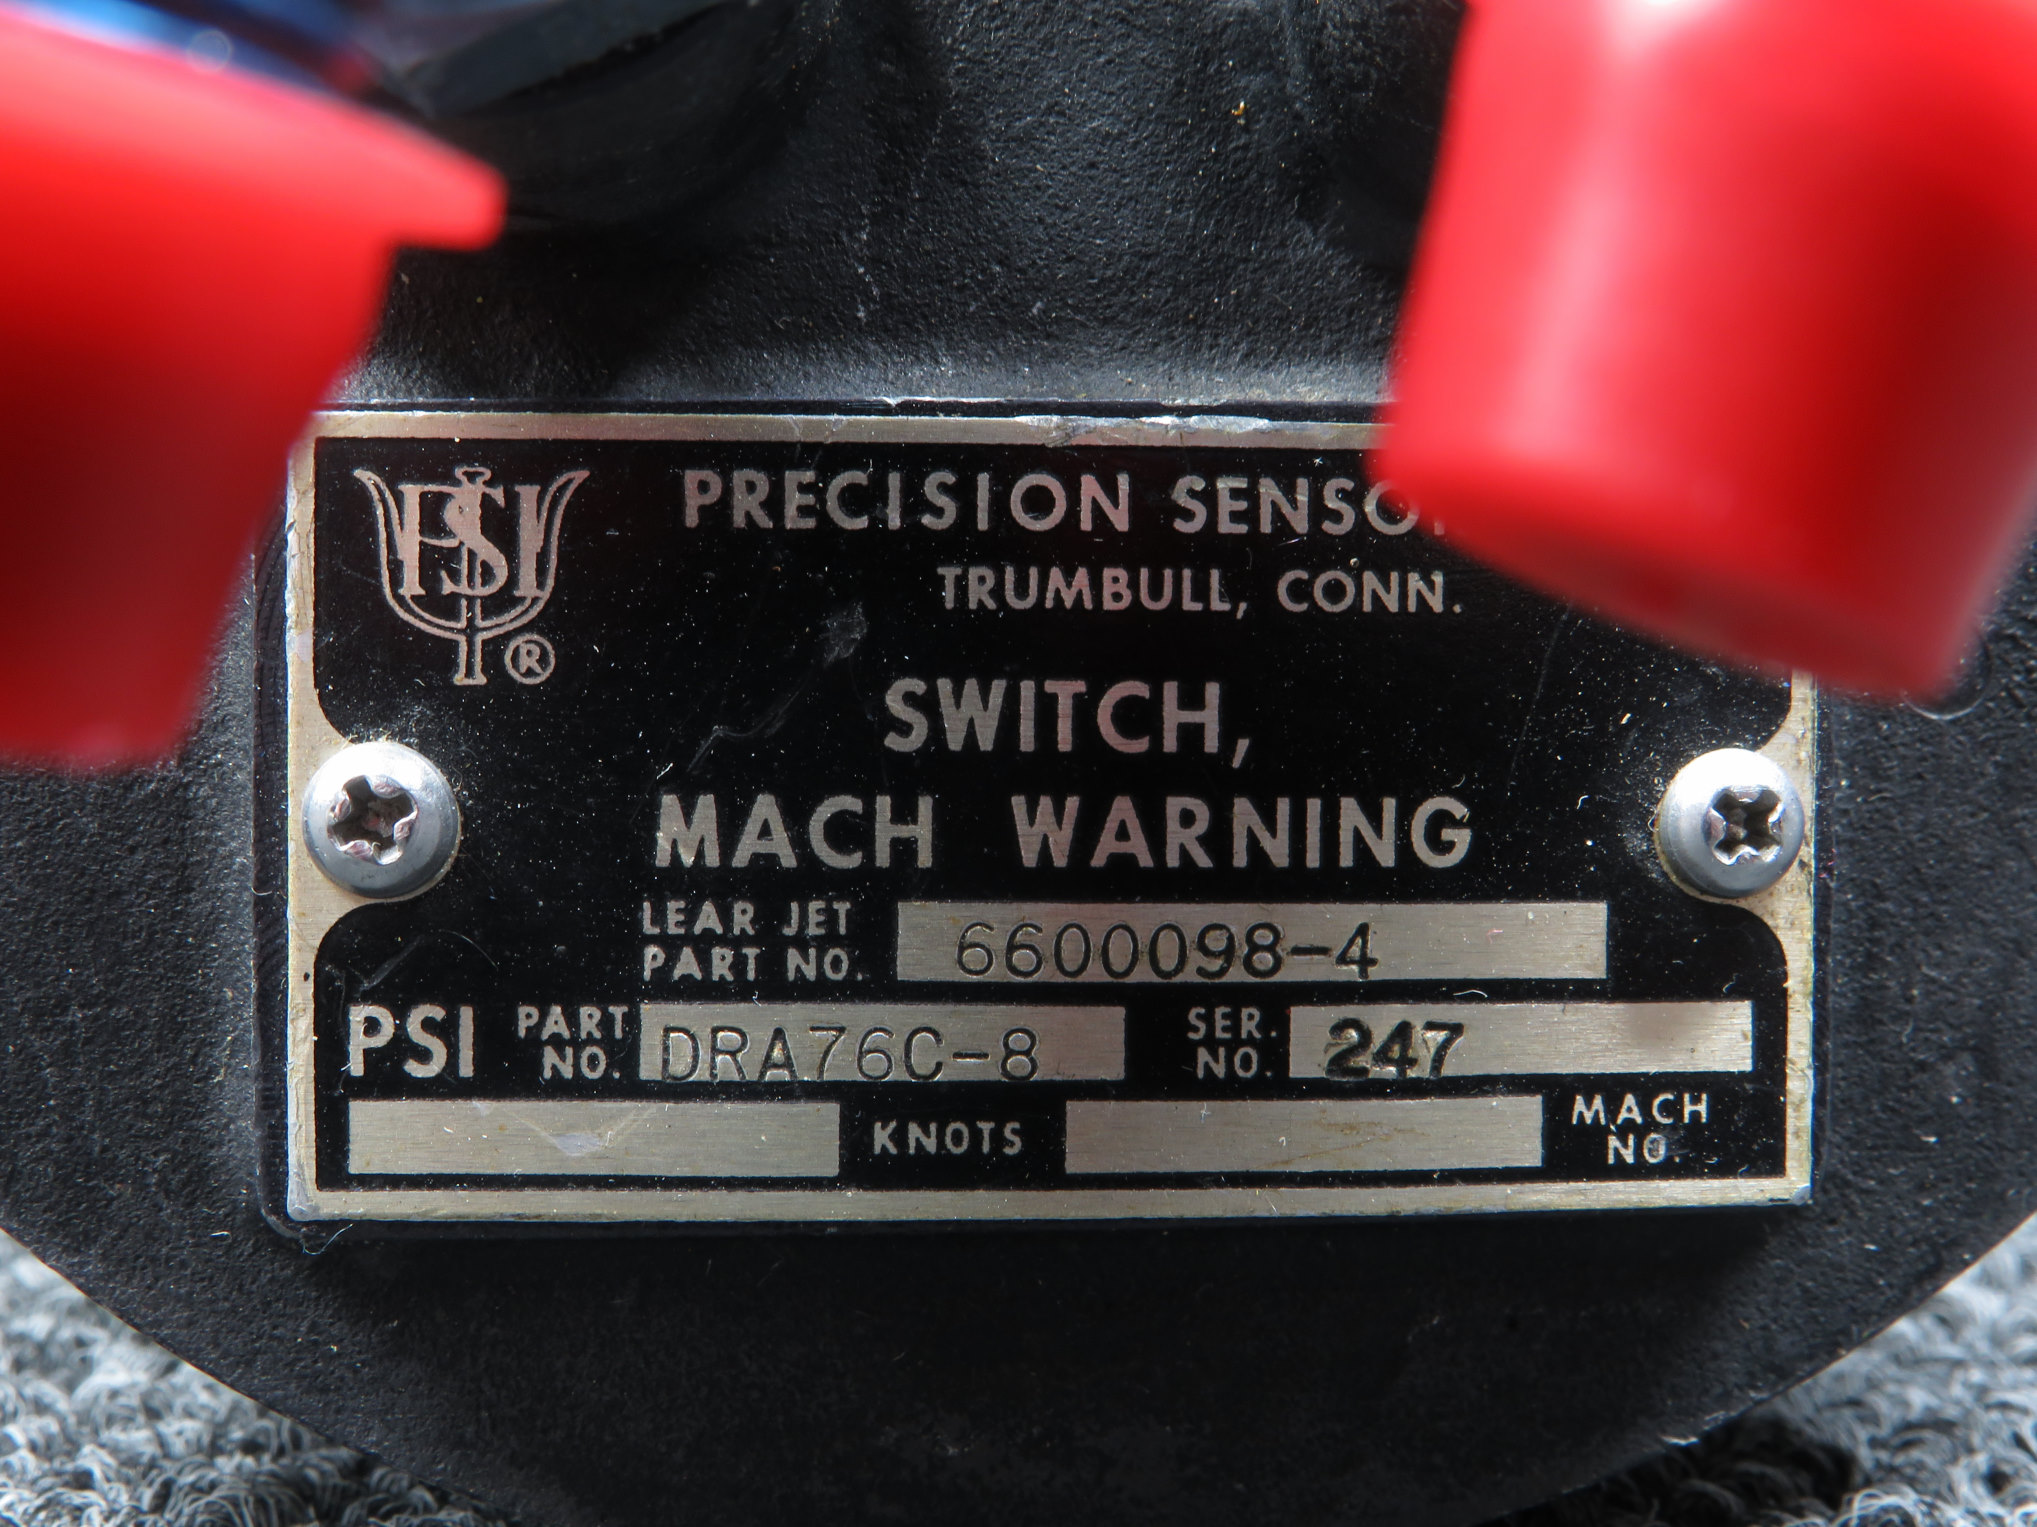 PSI ®
PRECISION
TRUMBULL, CONN.
SWITCH,
MACH WARNING
LEAR JET
PART NO. 6600098-4
PSI PART NO. DRA76C-8 SER. NO. 247
KNOTS MACH NO.